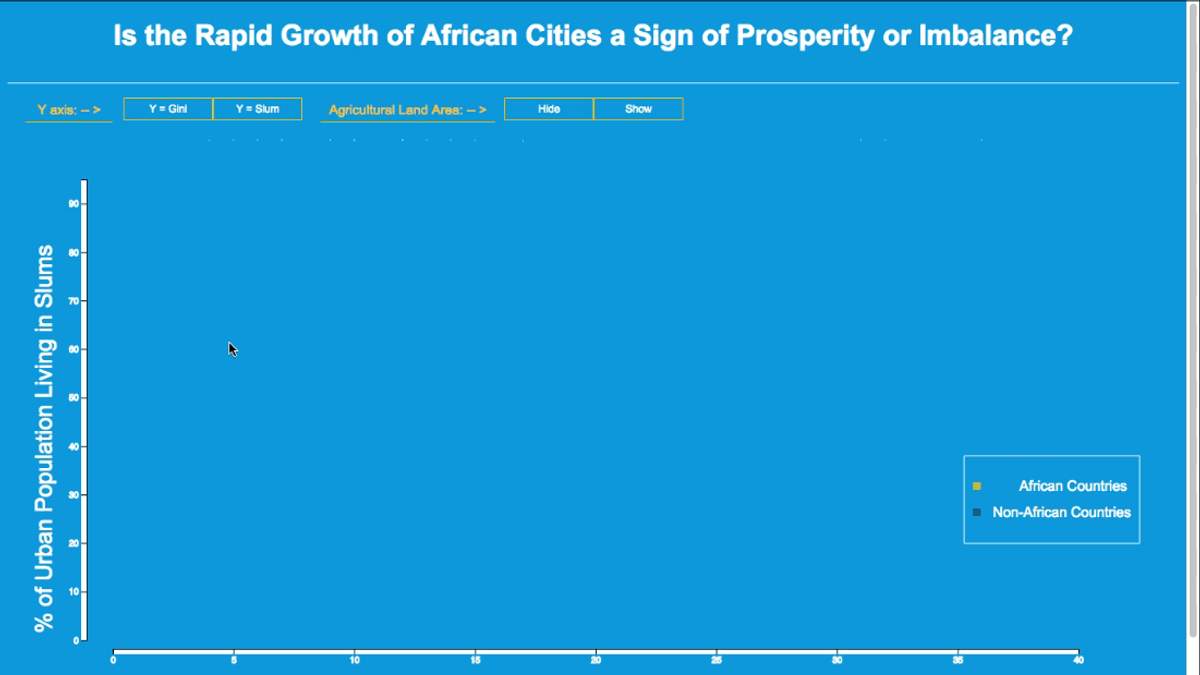 Is the Rapid Growth of African Cities a Sign of Prosperity or Imbalance?
Y axis: -- > Y = Gini Y = Slum Agricultural Land Area: -- > Hide Show
90
80
70
60
50
40
30
20
10
0
% of Urban Population Living in Slums
African Countries
Non-African Countries
0 5 10 15 20 25 30 35 40